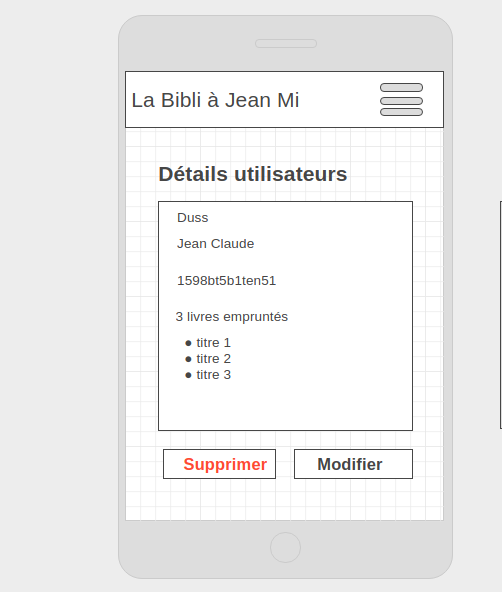 La Bibli à Jean Mi
Détails utilisateurs
Duss
Jean Claude
1598bt5b1ten51
3 livres empruntés
● titre 1
● titre 2
● titre 3
Supprimer
Modifier